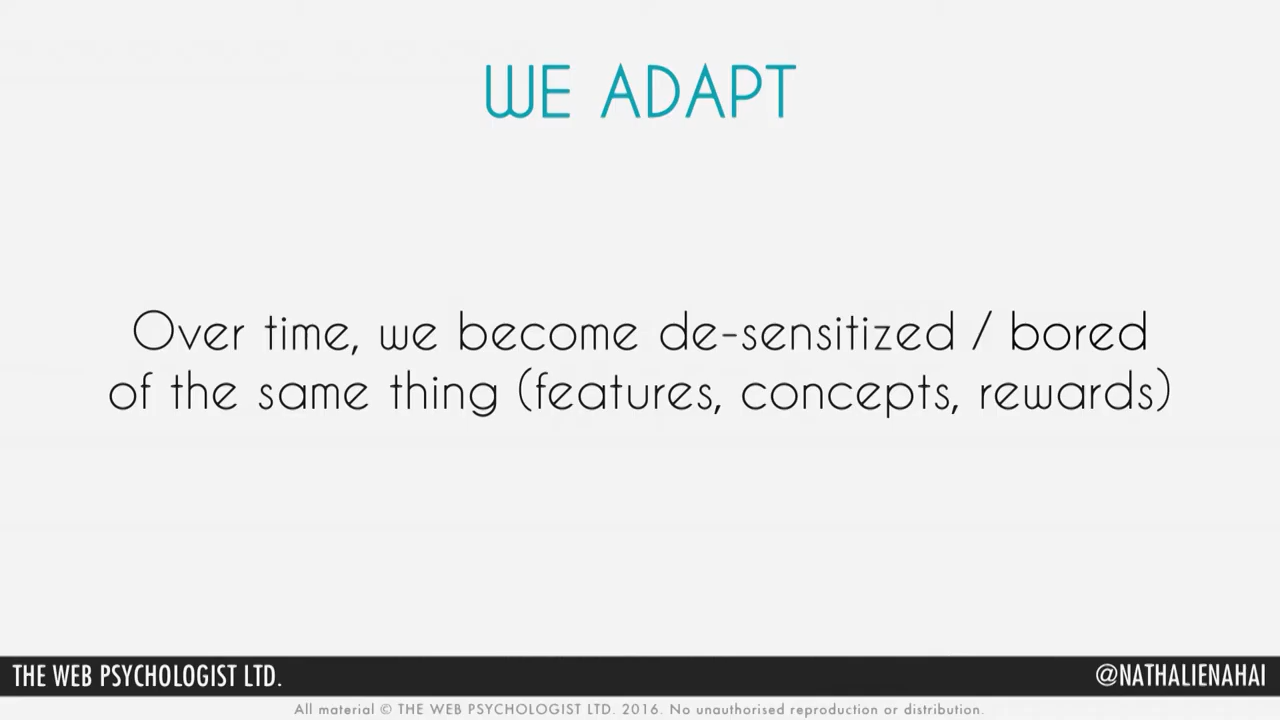 WE ADAPT
Over time, we become de-sensitized / bored
of the same thing (features, concepts, rewards)
THE WEB PSYCHOLOGIST LTD.
@NATHALIENAHAI
All material © THE WEB PSYCHOLOGIST LTD. 2016. No unauthorised reproduction or distribution.